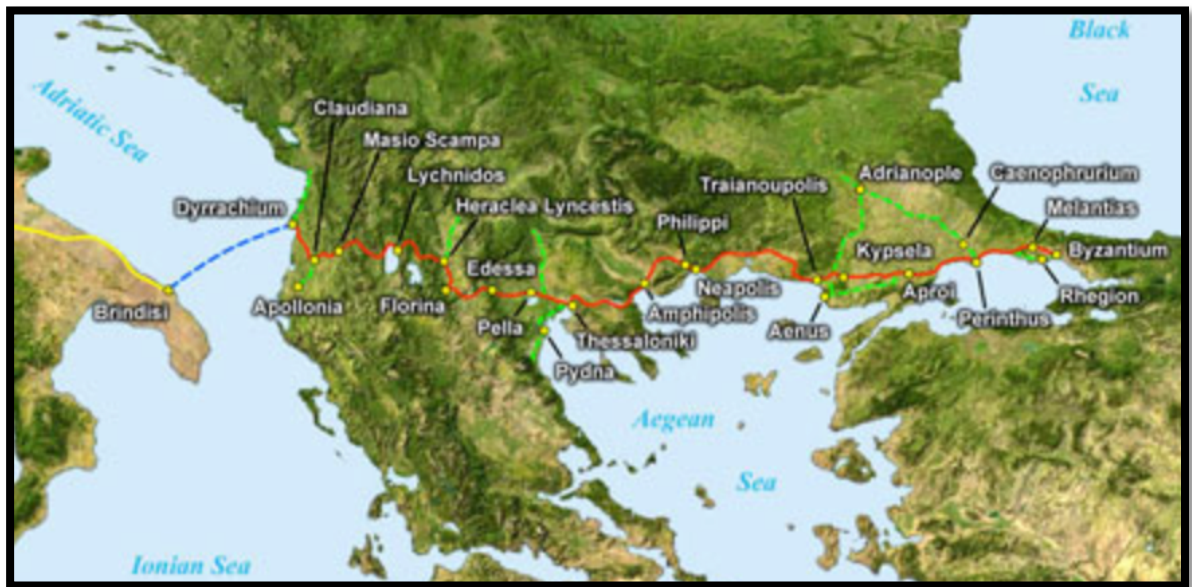 Black
Sea
Adriatic Sea
Claudiana
Masio Scampa
Lychnidos
Adrianople
Caenophrurium
Traianoupolis
Dyrrachium
Heraclea Lyncestis
Melantias
Philippi
Kypsela
Byzantium
Edessa
Neapolis
Aproi
Rhegion
Brindisi
Apollonia
Florina
Amphipolis
Perinthus
Pella
Aenus
Thessaloniki
Pydna
Aegean
Sea
Ionian Sea